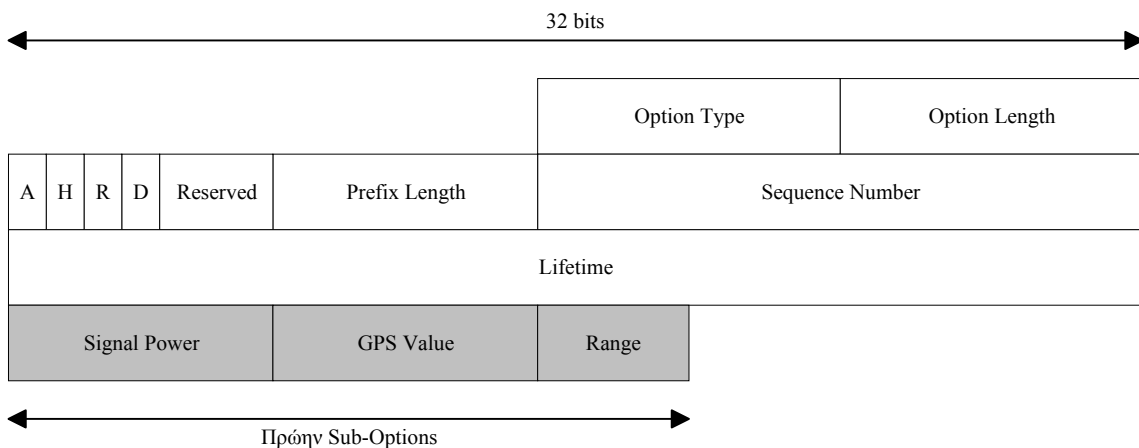 32 bits
Option Type Option Length
A H R D Reserved Prefix Length Sequence Number
Lifetime
Signal Power GPS Value Range
Πρώην Sub-Options